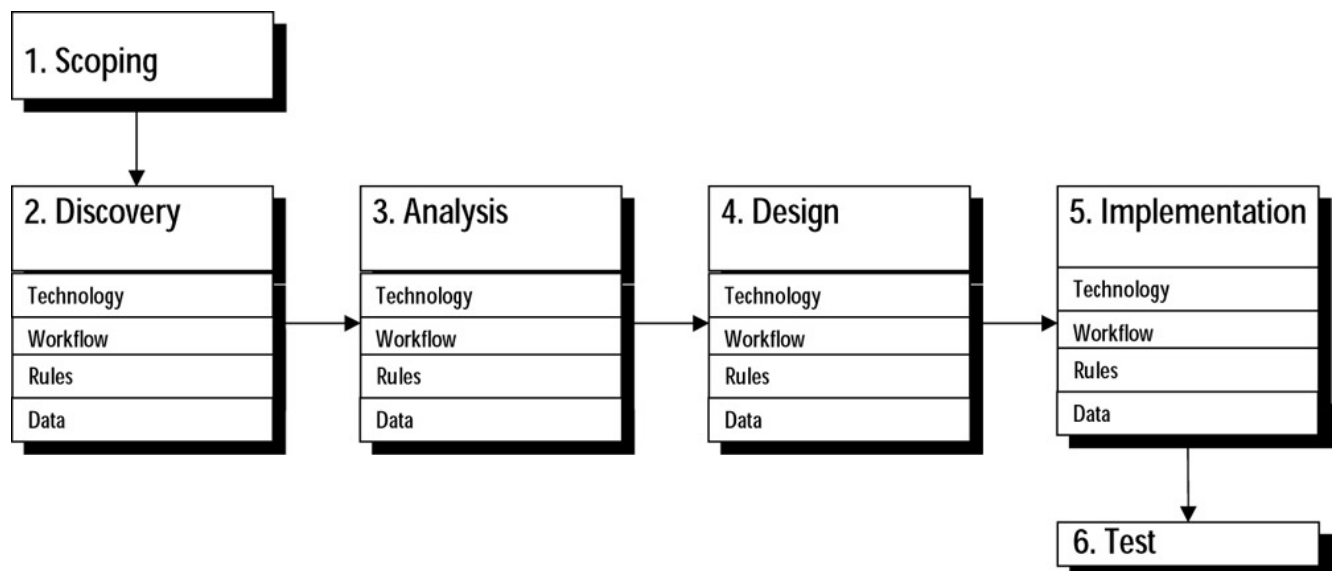 1. Scoping
2. Discovery
Technology
Workflow
Rules
Data
3. Analysis
Technology
Workflow
Rules
Data
4. Design
Technology
Workflow
Rules
Data
5. Implementation
Technology
Workflow
Rules
Data
6. Test